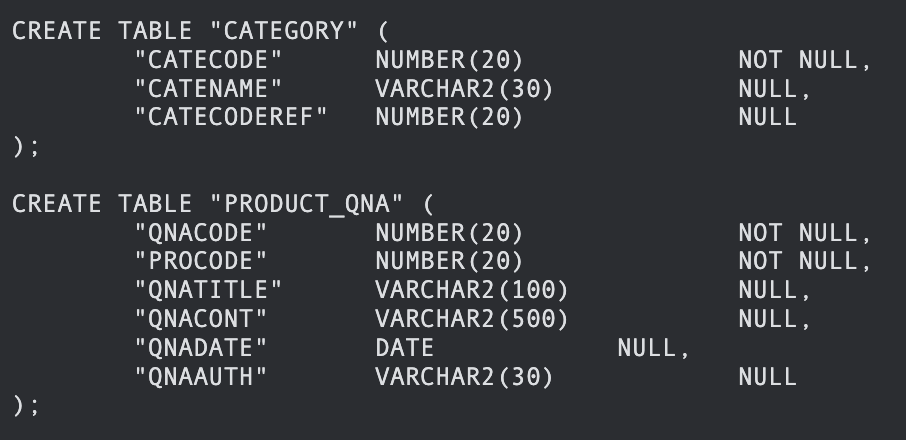 CREATE TABLE "CATEGORY" (
"CATECODE" NUMBER(20) NOT NULL,
"CATENAME" VARCHAR2(30) NULL,
"CATECODEREF" NUMBER(20) NULL
);
CREATE TABLE "PRODUCT_QNA" (
"QNACODE" NUMBER(20) NOT NULL,
"PROCODE" NUMBER(20) NOT NULL,
"QNATITLE" VARCHAR2(100) NULL,
"QNACONT" VARCHAR2(500) NULL,
"QNADATE" DATE NULL,
"QNAAUTH" VARCHAR2(30) NULL
);